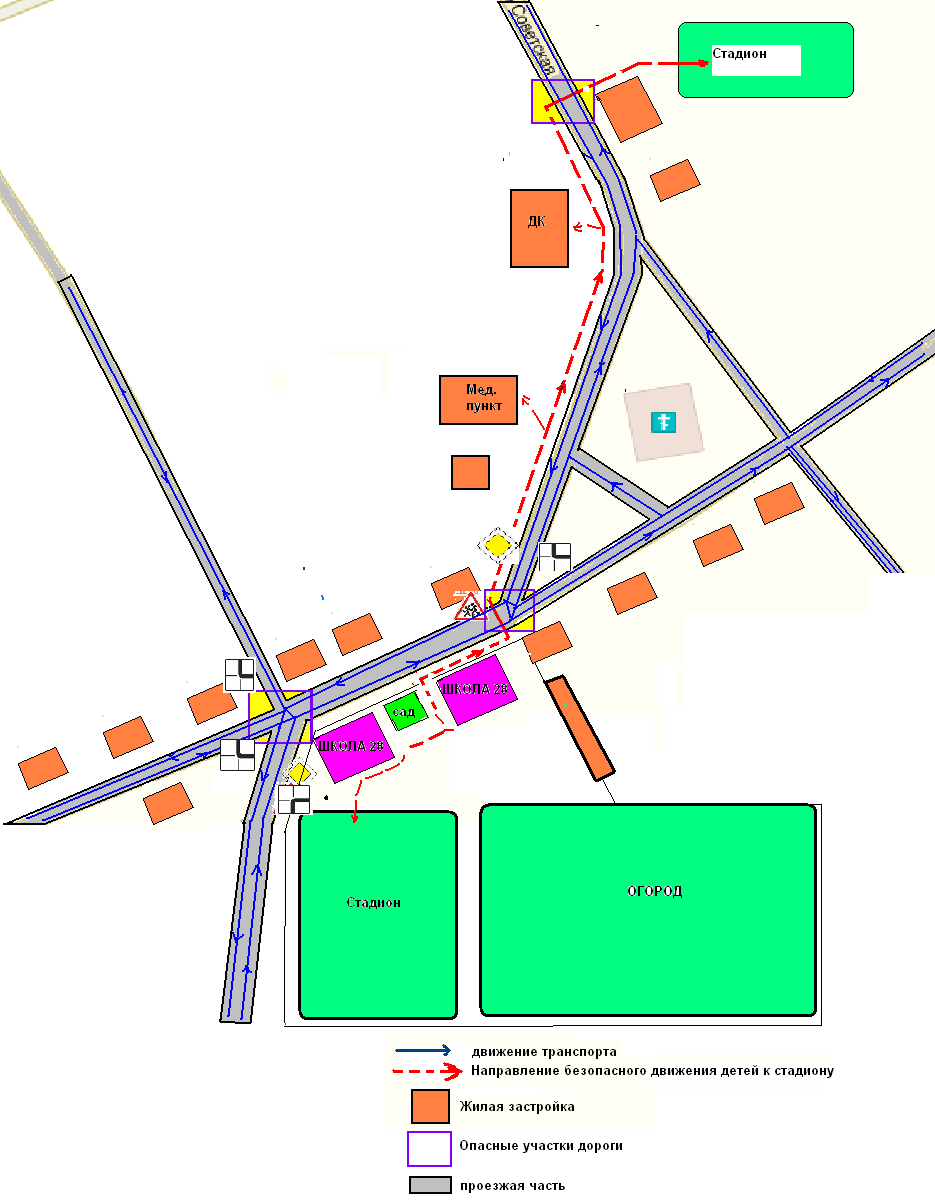 Советская
Стадион
ДК
Мед.
пункт
ШКОЛА 28
сад
ШКОЛА 28
Стадион
ОГОРОД
движение транспорта
Направление безопасного движения детей к стадиону
Жилая застройка
Опасные участки дороги
проезжая часть